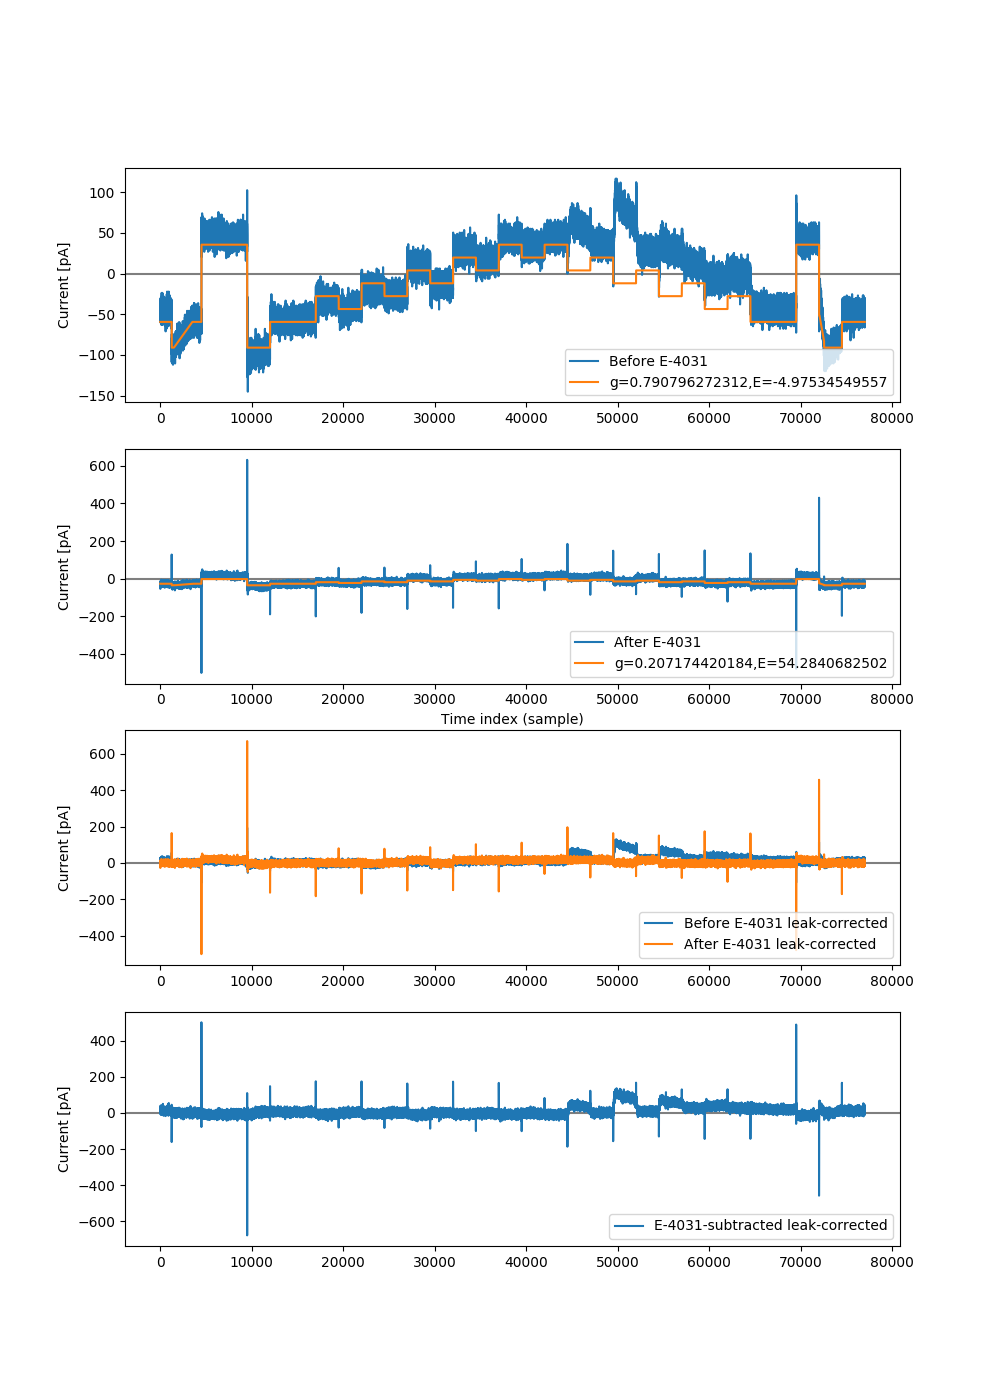 100
50
0
−50
−100
−150
Current [pA]
Before E-4031
g=0.790796272312,E=-4.97534549557
0 10000 20000 30000 40000 50000 60000 70000 80000
600
400
200
0
−200
−400
Current [pA]
After E-4031
g=0.207174420184,E=54.2840682502
0 10000 20000 30000 40000 50000 60000 70000 80000
Time index (sample)
600
400
200
0
−200
−400
Current [pA]
Before E-4031 leak-corrected
After E-4031 leak-corrected
0 10000 20000 30000 40000 50000 60000 70000 80000
400
200
0
−200
−400
−600
Current [pA]
E-4031-subtracted leak-corrected
0 10000 20000 30000 40000 50000 60000 70000 80000